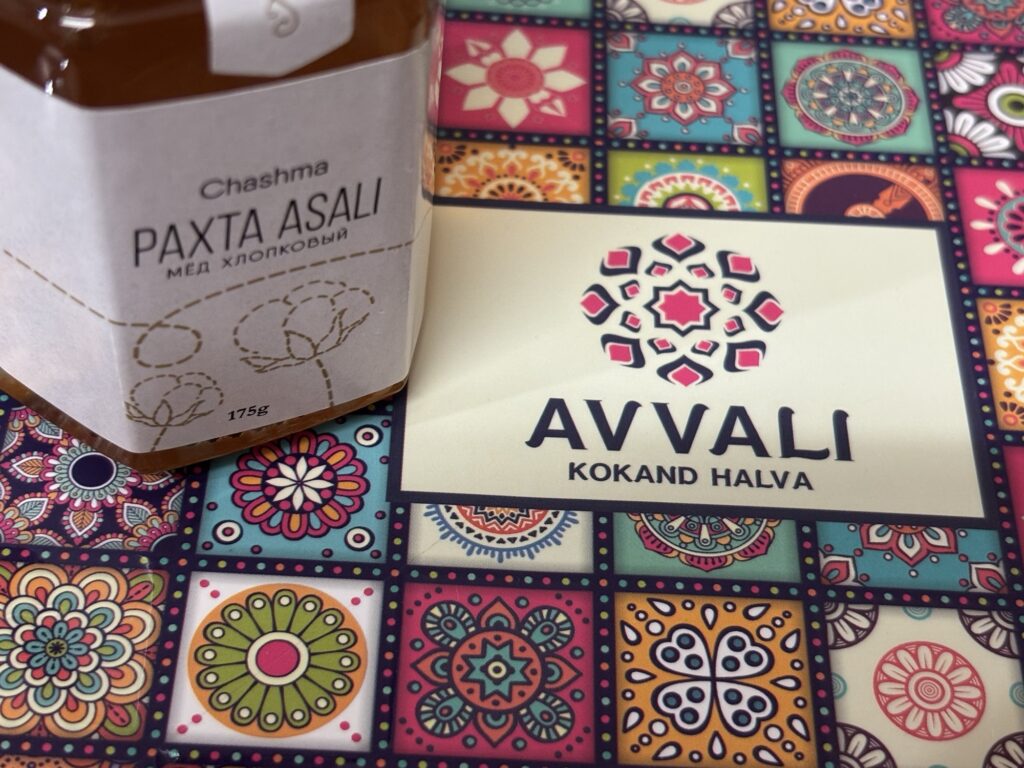 Chashma
PAXTA ASALI
МЁД ХЛОПКОВЫЙ
175g
AVVALI
KOKAND HALVA